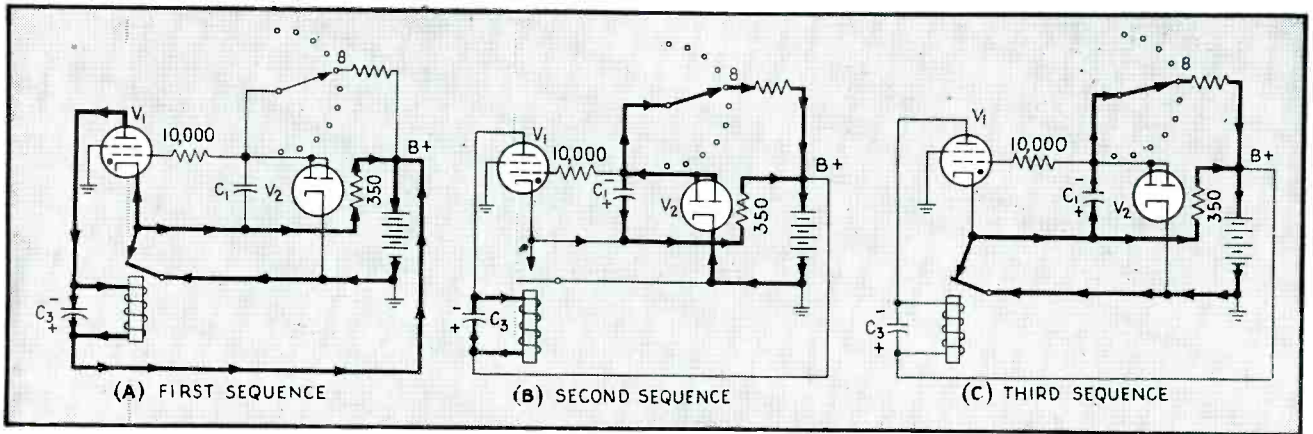 V1
10,000
8
B+
C1
V2
350
C3
-
+
(A) FIRST SEQUENCE
V1
10,000
8
B+
-
C1
+
V2
350
-
+
C3
(B) SECOND SEQUENCE
V1
10,000
8
B+
-
C1
+
V2
350
C3
-
+
(C) THIRD SEQUENCE